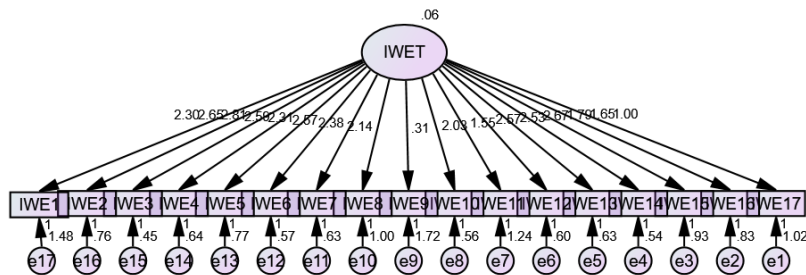 .06
IWET
2.30 2.65 2.81 2.59 2.31 2.57 2.38 2.14 .31 2.03 1.55 2.57 2.53 2.67 1.79 1.65 1.00
IWE1 IWE2 IWE3 IWE4 IWE5 IWE6 IWE7 IWE8 IWE9 IWE10 IWE11 IWE12 IWE13 IWE14 IWE15 IWE16 IWE17
1 1 1 1 1 1 1 1 1 1 1 1 1 1 1 1 1
1.48 .76 .45 .64 .77 .57 .63 1.00 1.72 .56 1.24 .60 .63 .54 .93 .83 1.02
e17 e16 e15 e14 e13 e12 e11 e10 e9 e8 e7 e6 e5 e4 e3 e2 e1